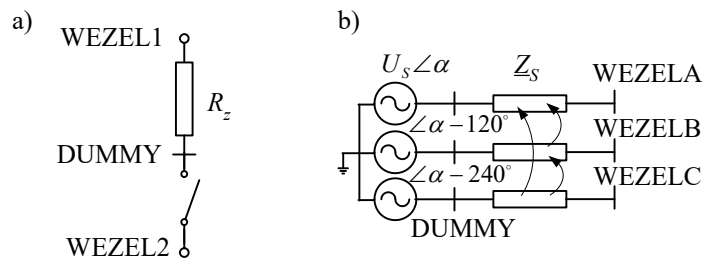 a)
WEZEL1
R_z
DUMMY
WEZEL2
b)
U_S∠α
Z_S
WEZELA
∠α−120°
WEZELB
∠α−240°
WEZELC
DUMMY